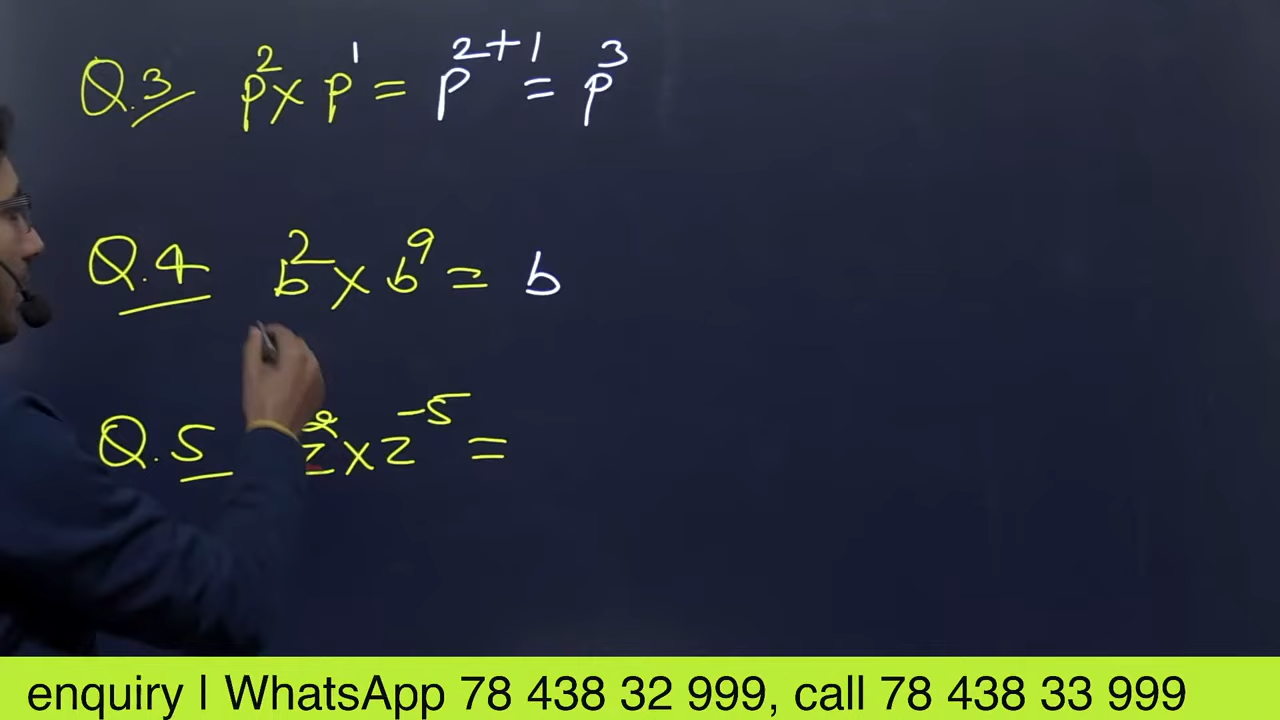 Q.3 p² × p¹ = p²⁺¹ = p³
Q.4 b² × b⁹ = b
Q.5 z² × z⁻⁵ =
enquiry | WhatsApp 78 438 32 999, call 78 438 33 999